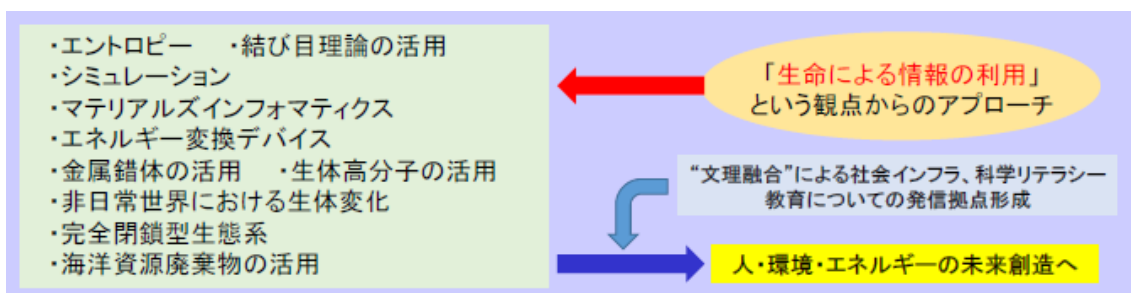 ・エントロピー　・結び目理論の活用
・シミュレーション
・マテリアルズインフォマティクス
・エネルギー変換デバイス
・金属錯体の活用　・生体高分子の活用
・非日常世界における生体変化
・完全閉鎖型生態系
・海洋資源廃棄物の活用
「生命による情報の利用」
という観点からのアプローチ
“文理融合”による社会インフラ、科学リテラシー
教育についての発信拠点形成
人・環境・エネルギーの未来創造へ